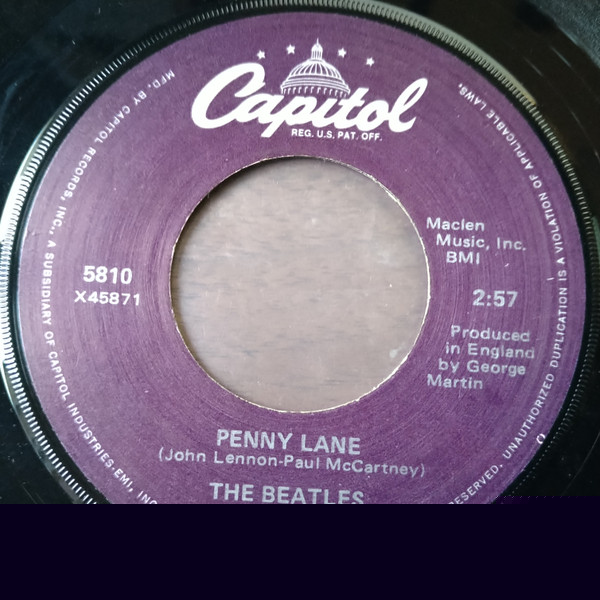 Capitol
REG. U.S. PAT. OFF.
MFD. BY CAPITOL RECORDS, INC., A SUBSIDIARY OF CAPITOL INDUSTRIES-EMI, INC
RESERVED. UNAUTHORIZED DUPLICATION IS A VIOLATION OF APPLICABLE LAWS.
5810
X45871
Maclen
Music, Inc.
BMI
2:57
Produced
in England
by George
Martin
PENNY LANE
(John Lennon-Paul McCartney)
THE BEATLES